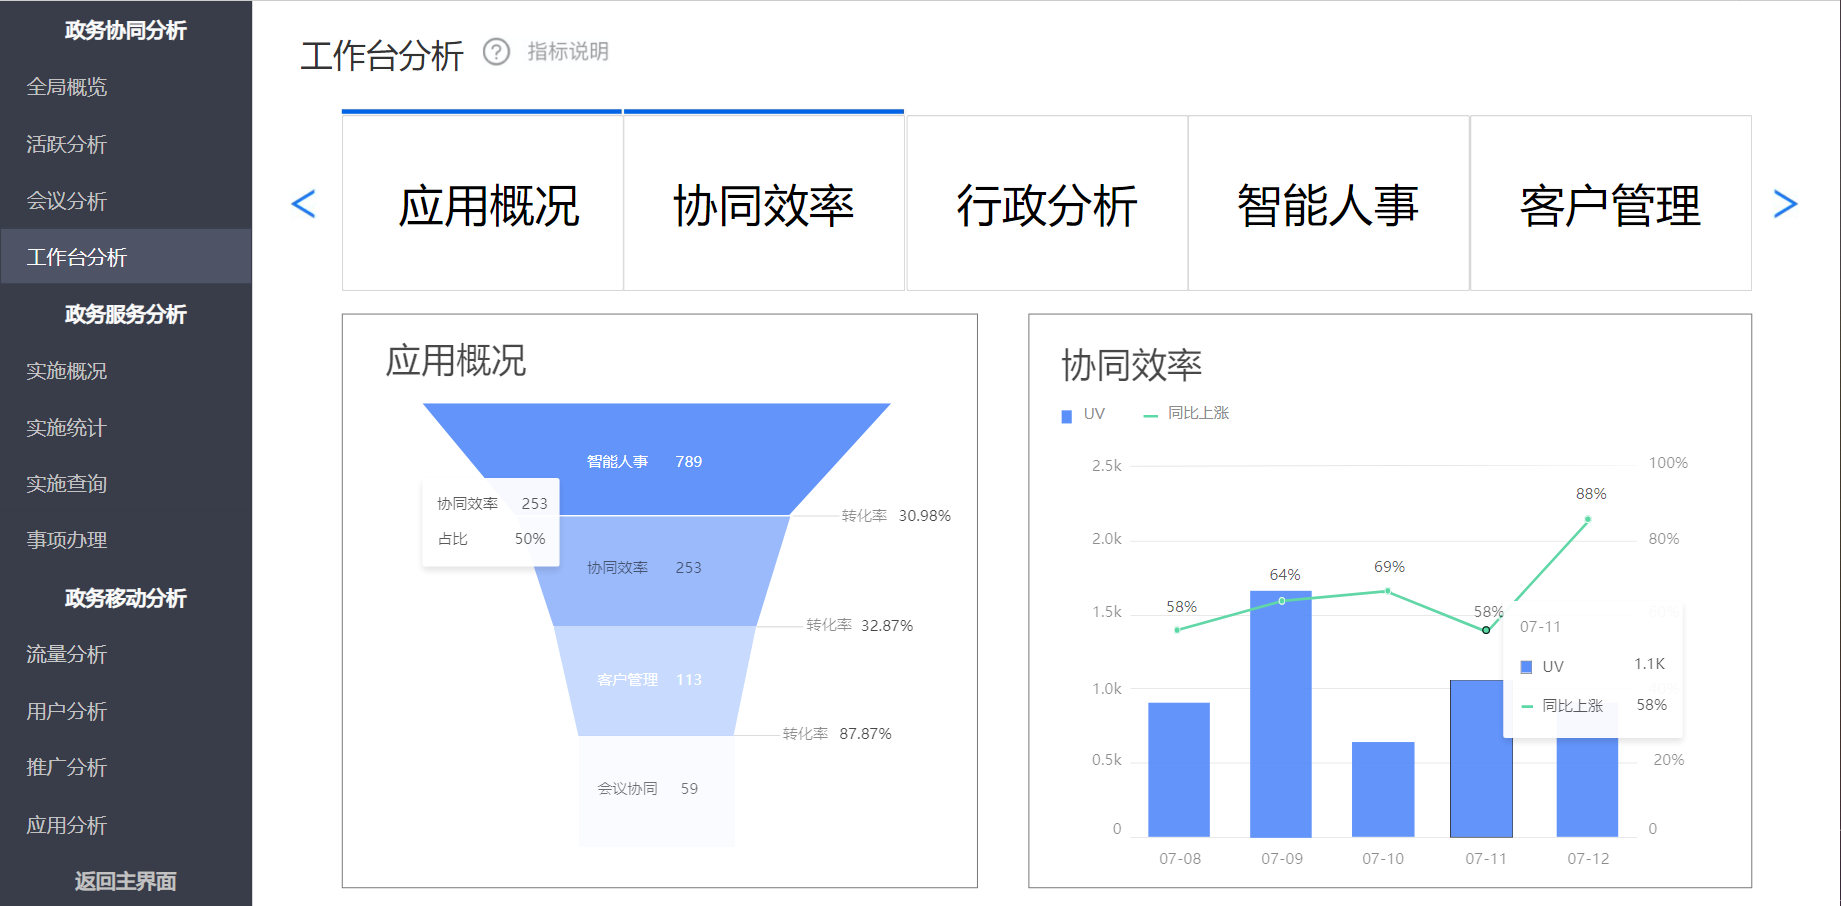 政务协同分析
全局概览
活跃分析
会议分析
工作台分析
政务服务分析
实施概况
实施统计
实施查询
事项办理
政务移动分析
流量分析
用户分析
推广分析
应用分析
返回主界面
工作台分析 ? 指标说明
< 应用概况 协同效率 行政分析 智能人事 客户管理 >
应用概况
智能人事 789
协同效率 253
占比 50%
转化率 30.98%
协同效率 253
转化率 32.87%
客户管理 113
转化率 87.87%
会议协同 59
协同效率
UV 同比上涨
2.5k 100%
88%
2.0k 80%
64% 69%
58% 58%
1.5k 60%
07-11
UV 1.1K
1.0k
同比上涨 58%
0.5k 20%
0 0
07-08 07-09 07-10 07-11 07-12